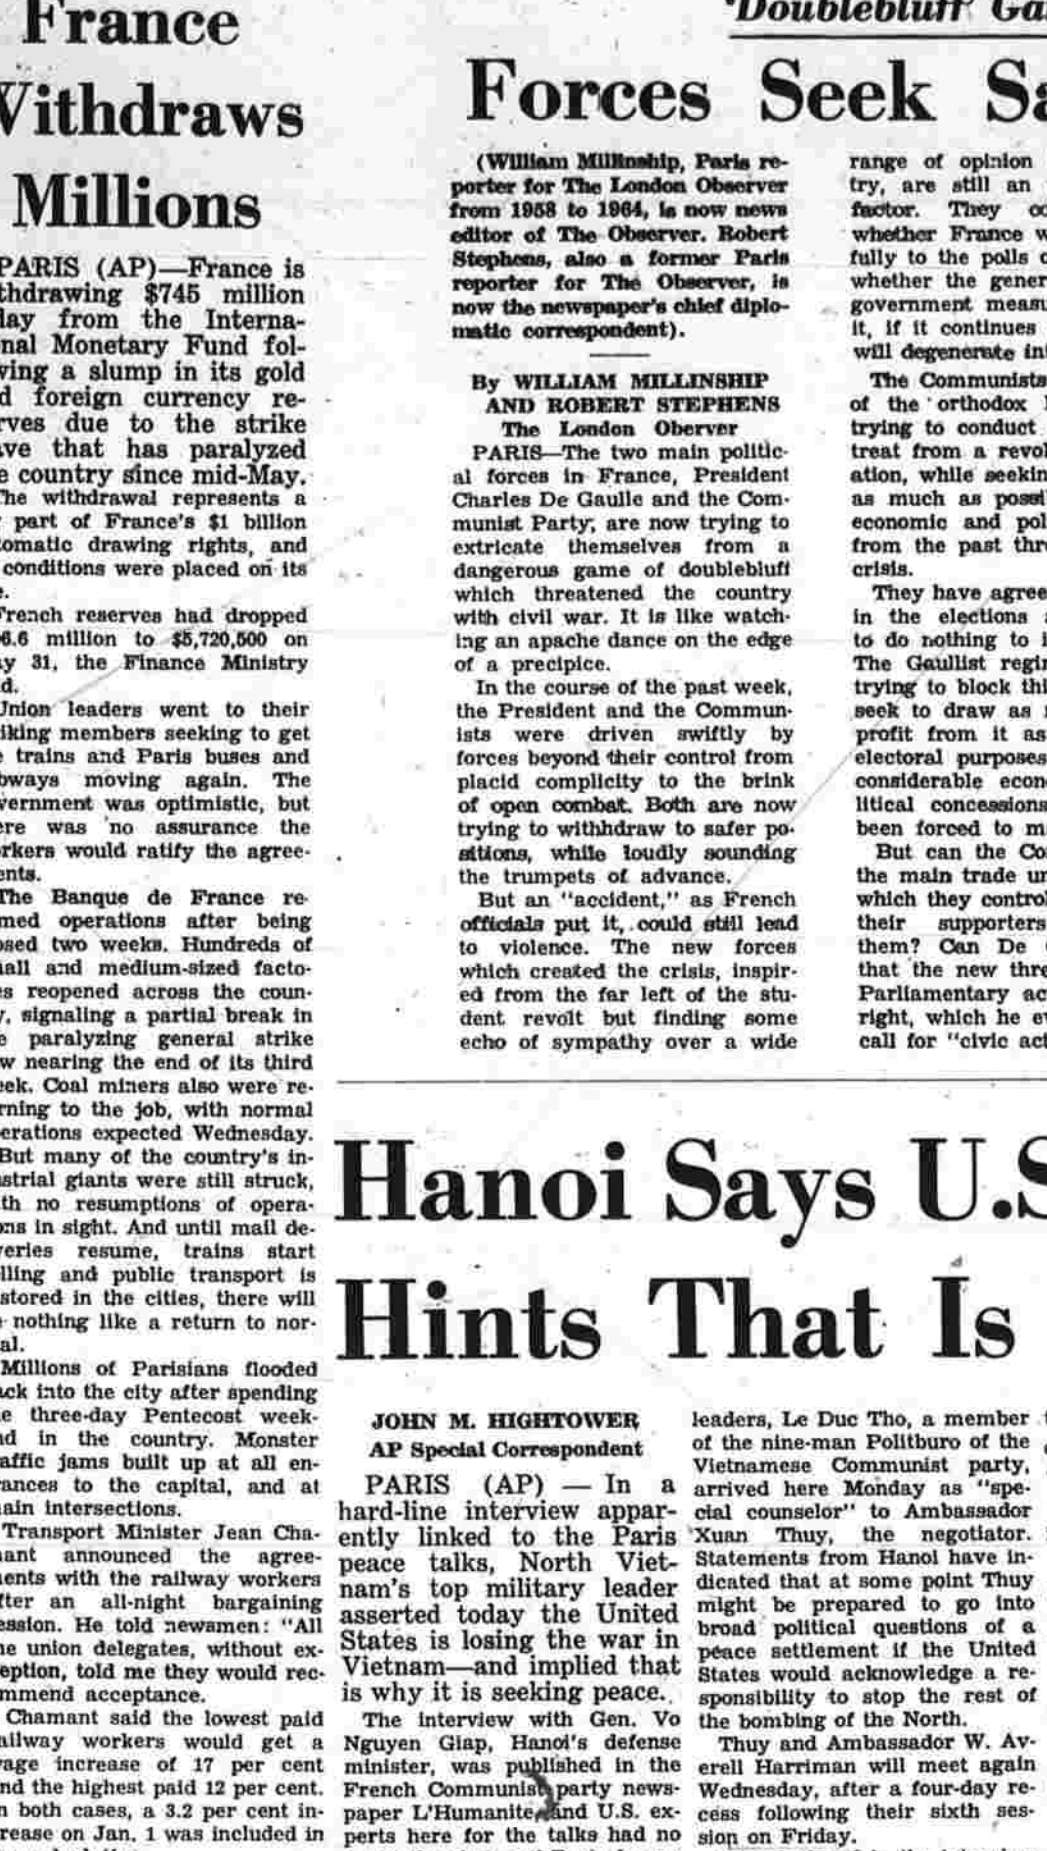 France
Withdraws
Millions
PARIS (AP)—France is
thdrawing $745 million
day from the Interna-
nal Monetary Fund fol-
wing a slump in its gold
d foreign currency re-
rves due to the strike
ave that has paralyzed
e country since mid-May.
The withdrawal represents a
part of France's $1 billion
tomatic drawing rights, and
conditions were placed on its
e.
French reserves had dropped
6.6 million to $5,720,500 on
ay 31, the Finance Ministry
d.
Union leaders went to their
iking members seeking to get
e trains and Paris buses and
bways moving again. The
vernment was optimistic, but
ere was no assurance the
rkers would ratify the agree-
ents.
The Banque de France re-
med operations after being
osed two weeks. Hundreds of
all and medium-sized facto-
es reopened across the coun-
y, signaling a partial break in
e paralyzing general strike
w nearing the end of its third
eek. Coal miners also were re-
rning to the job, with normal
erations expected Wednesday.
But many of the country's in-
ustrial giants were still struck,
th no resumptions of opera-
ons in sight. And until mail de-
veries resume, trains start
lling and public transport is
stored in the cities, there will
e nothing like a return to nor-
al.
Millions of Parisians flooded
ack into the city after spending
e three-day Pentecost week-
nd in the country. Monster
affic jams built up at all en-
rances to the capital, and at
ain intersections.
Transport Minister Jean Cha-
ant announced the agree-
ments with the railway workers
fter an all-night bargaining
ession. He told newsmen: "All
he union delegates, without ex-
eption, told me they would rec-
mmend acceptance.
Chamant said the lowest paid
ailway workers would get a
wage increase of 17 per cent
nd the highest paid 12 per cent.
n both cases, a 3.2 per cent in-
rease on Jan. 1 was included in
'Doublebluff' Ga
Forces Seek Sa
(William Millinship, Paris re-
porter for The London Observer
from 1958 to 1964, is now news
editor of The Observer. Robert
Stephens, also a former Paris
reporter for The Observer, is
now the newspaper's chief diplo-
matic correspondent).
By WILLIAM MILLINSHIP
AND ROBERT STEPHENS
The London Oberver
PARIS—The two main politic-
al forces in France, President
Charles De Gaulle and the Com-
munist Party, are now trying to
extricate themselves from a
dangerous game of doublebluff
which threatened the country
with civil war. It is like watch-
ing an apache dance on the edge
of a precipice.
In the course of the past week,
the President and the Commun-
ists were driven swiftly by
forces beyond their control from
placid complicity to the brink
of open combat. Both are now
trying to withhdraw to safer po-
sitions, while loudly sounding
the trumpets of advance.
But an "accident," as French
officials put it, could still lead
to violence. The new forces
which created the crisis, inspir-
ed from the far left of the stu-
dent revolt but finding some
echo of sympathy over a wide
range of opinion
try, are still an
factor. They oc
whether France w
fully to the polls o
whether the gener
government measu
it, if it continues
will degenerate int
The Communists
of the orthodox
trying to conduct
treat from a revol
ation, while seekin
as much as possi
economic and pol
from the past thre
crisis.
They have agree
in the elections a
to do nothing to i
The Gaullist regim
trying to block thi
seek to draw as
profit from it as
electoral purposes
considerable econ
litical concessions
been forced to m
But can the Co
the main trade un
which they control
their supporters
them? Can De
that the new thre
Parliamentary ac
right, which he e
call for "civic act
Hanoi Says U.S
Hints That Is
JOHN M. HIGHTOWER
AP Special Correspondent
PARIS (AP) — In a
hard-line interview appar-
ently linked to the Paris
peace talks, North Viet-
nam's top military leader
asserted today the United
States is losing the war in
Vietnam—and implied that
is why it is seeking peace.
The interview with Gen. Vo
Nguyen Giap, Hanoi's defense
minister, was published in the
French Communist party news-
paper L'Humanite, and U.S. ex-
perts here for the talks had no
leaders, Le Duc Tho, a member
of the nine-man Politburo of the
Vietnamese Communist party,
arrived here Monday as "spe-
cial counselor" to Ambassador
Xuan Thuy, the negotiator.
Statements from Hanoi have in-
dicated that at some point Thuy
might be prepared to go into
broad political questions of a
peace settlement if the United
States would acknowledge a re-
sponsibility to stop the rest of
the bombing of the North.
Thuy and Ambassador W. Av-
erell Harriman will meet again
Wednesday, after a four-day re-
cess following their sixth ses-
sion on Friday.